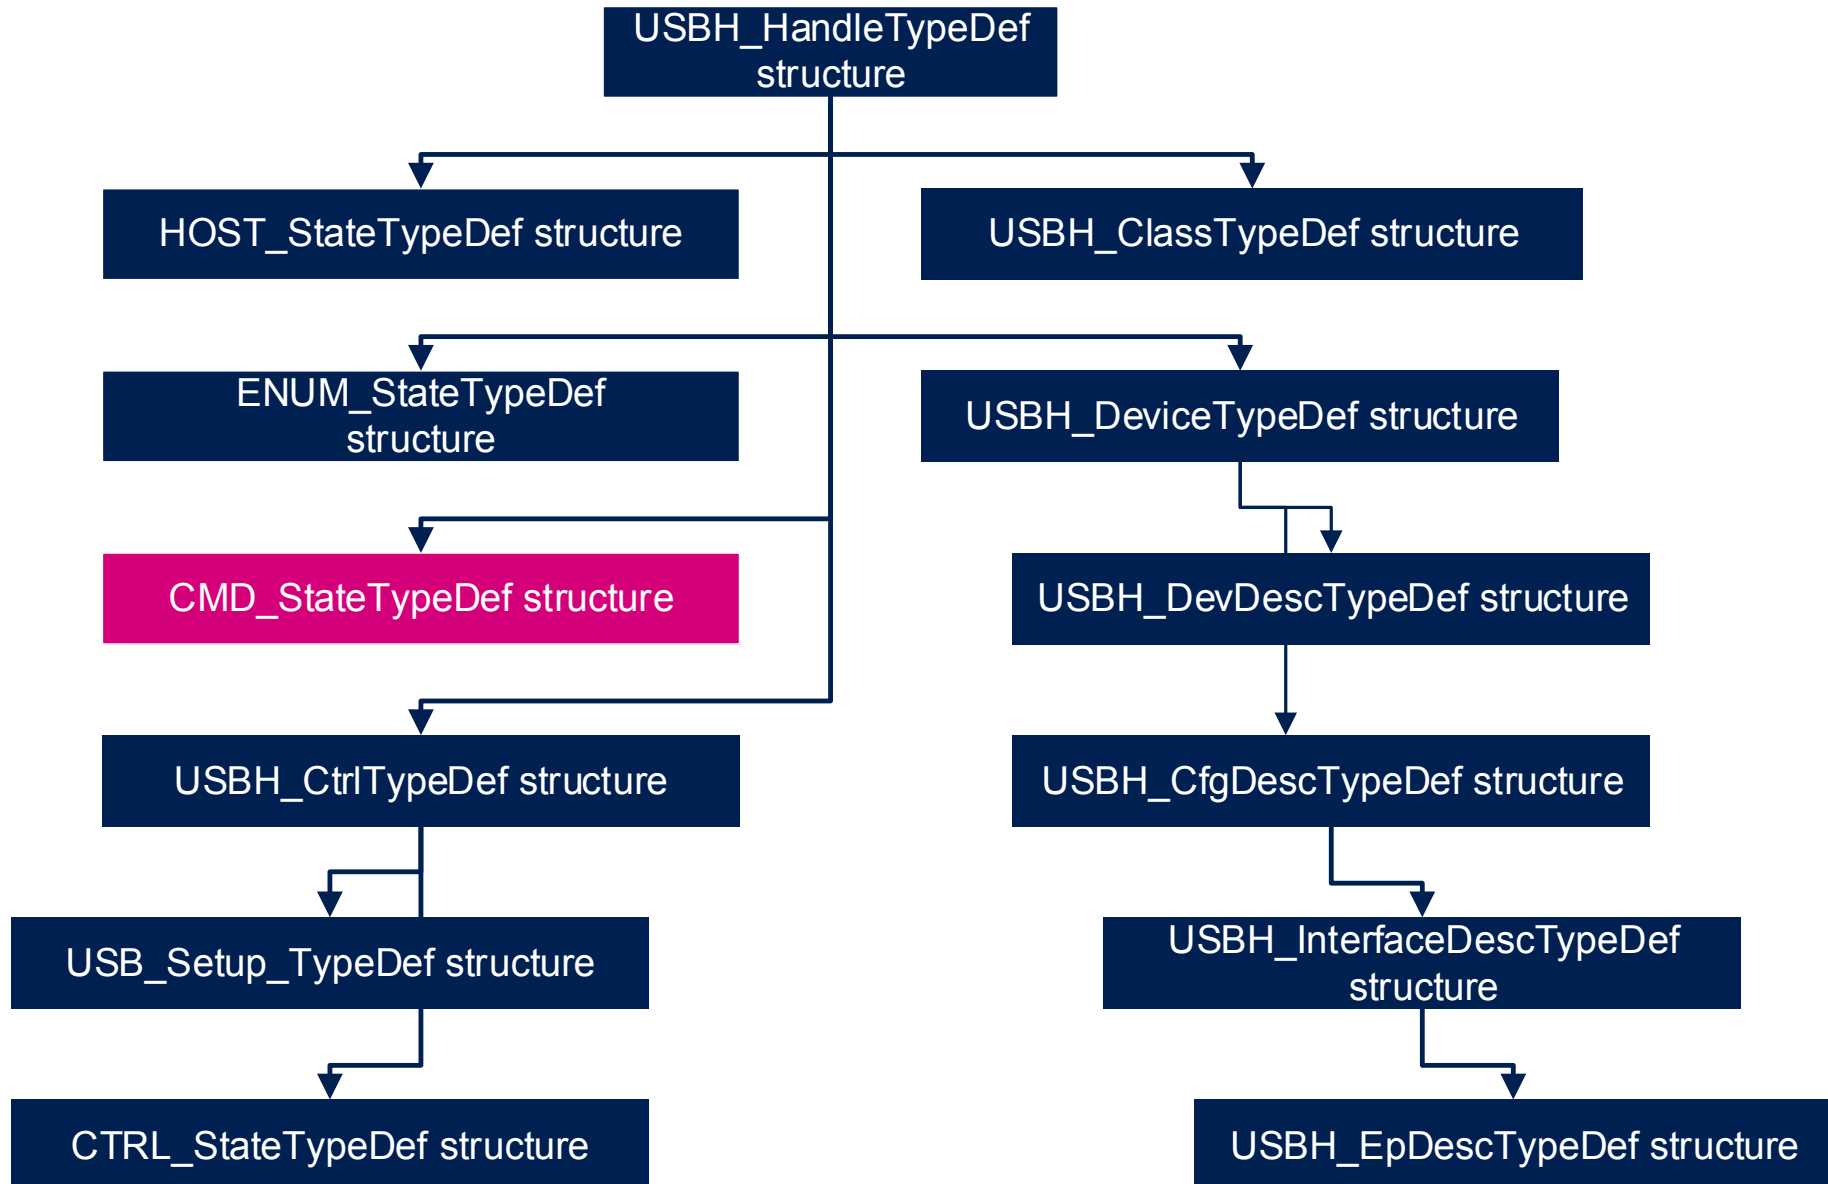 USBH_HandleTypeDef
structure
HOST_StateTypeDef structure
USBH_ClassTypeDef structure
ENUM_StateTypeDef
structure
USBH_DeviceTypeDef structure
CMD_StateTypeDef structure
USBH_DevDescTypeDef structure
USBH_CtrlTypeDef structure
USBH_CfgDescTypeDef structure
USB_Setup_TypeDef structure
USBH_InterfaceDescTypeDef
structure
CTRL_StateTypeDef structure
USBH_EpDescTypeDef structure